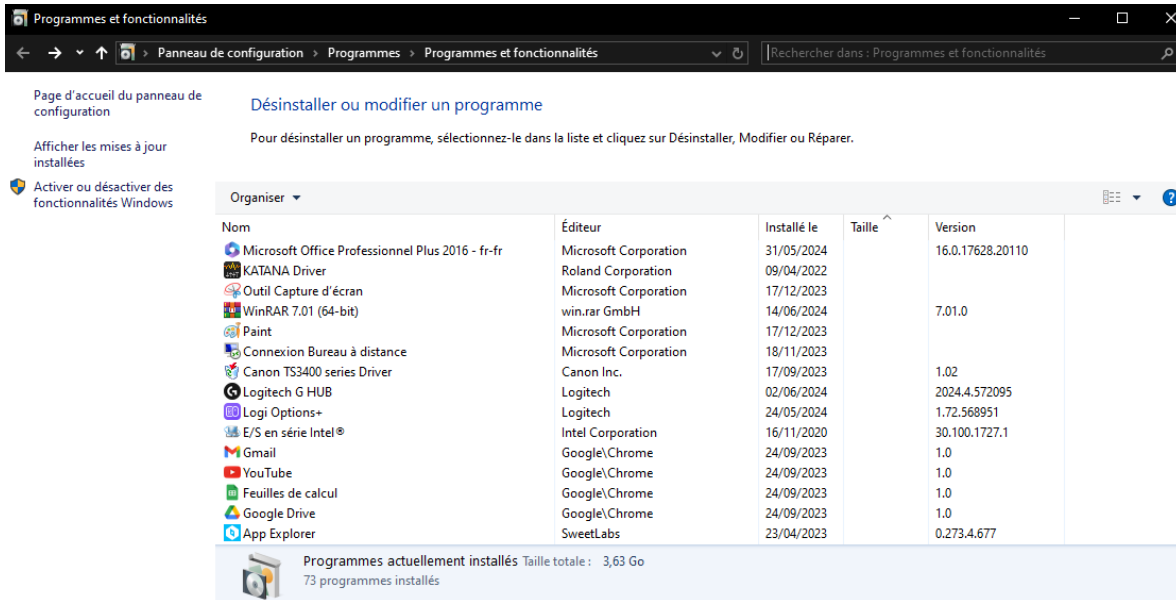 Programmes et fonctionnalités
Panneau de configuration > Programmes > Programmes et fonctionnalités
Rechercher dans : Programmes et fonctionnalités
Page d'accueil du panneau de
configuration
Afficher les mises à jour
installées
Activer ou désactiver des
fonctionnalités Windows
Désinstaller ou modifier un programme
Pour désinstaller un programme, sélectionnez-le dans la liste et cliquez sur Désinstaller, Modifier ou Réparer.
Organiser
?
Nom Éditeur Installé le Taille Version
Microsoft Office Professionnel Plus 2016 - fr-fr Microsoft Corporation 31/05/2024 16.0.17628.20110
KATANA Driver Roland Corporation 09/04/2022
Outil Capture d'écran Microsoft Corporation 17/12/2023
WinRAR 7.01 (64-bit) win.rar GmbH 14/06/2024 7.01.0
Paint Microsoft Corporation 17/12/2023
Connexion Bureau à distance Microsoft Corporation 18/11/2023
Canon TS3400 series Driver Canon Inc. 17/09/2023 1.02
Logitech G HUB Logitech 02/06/2024 2024.4.572095
Logi Options+ Logitech 24/05/2024 1.72.568951
E/S en série Intel® Intel Corporation 16/11/2020 30.100.1727.1
Gmail Google\Chrome 24/09/2023 1.0
YouTube Google\Chrome 24/09/2023 1.0
Feuilles de calcul Google\Chrome 24/09/2023 1.0
Google Drive Google\Chrome 24/09/2023 1.0
App Explorer SweetLabs 23/04/2023 0.273.4.677
Programmes actuellement installés Taille totale : 3,63 Go
73 programmes installés